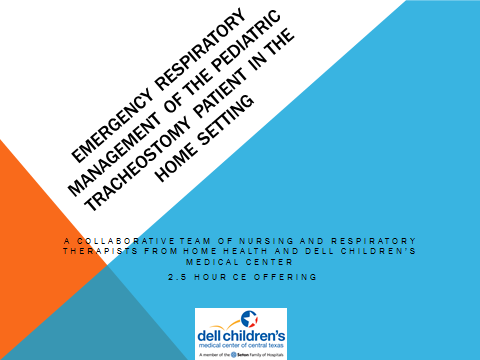 EMERGENCY RESPIRATORY
MANAGEMENT OF THE PEDIATRIC
TRACHEOSTOMY PATIENT IN THE
HOME SETTING
A COLLABORATIVE TEAM OF NURSING AND RESPIRATORY
THERAPISTS FROM HOME HEALTH AND DELL CHILDREN'S
MEDICAL CENTER
2.5 HOUR CE OFFERING
dell children's
medical center of central texas
A member of the Seton Family of Hospitals